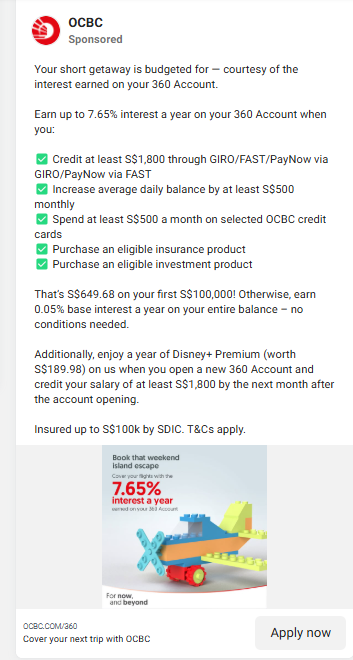 OCBC
Sponsored
Your short getaway is budgeted for — courtesy of the
interest earned on your 360 Account.
Earn up to 7.65% interest a year on your 360 Account when
you:
✅ Credit at least S$1,800 through GIRO/FAST/PayNow via
GIRO/PayNow via FAST
✅ Increase average daily balance by at least S$500
monthly
✅ Spend at least S$500 a month on selected OCBC credit
cards
✅ Purchase an eligible insurance product
✅ Purchase an eligible investment product
That's S$649.68 on your first S$100,000! Otherwise, earn
0.05% base interest a year on your entire balance – no
conditions needed.
Additionally, enjoy a year of Disney+ Premium (worth
S$189.98) on us when you open a new 360 Account and
credit your salary of at least S$1,800 by the next month after
the account opening.
Insured up to S$100k by SDIC. T&Cs apply.
Book that weekend
island escape
Cover your flights with the
7.65%
interest a year
earned on your 360 Account
For now,
and beyond
OCBC.COM/360
Cover your next trip with OCBC
Apply now